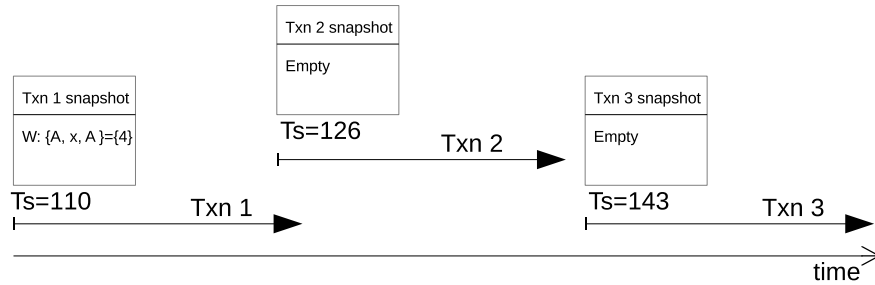 Txn 1 snapshot
W: {A, x, A }={4}
Ts=110
Txn 1
Txn 2 snapshot
Empty
Ts=126
Txn 2
Txn 3 snapshot
Empty
Ts=143
Txn 3
time